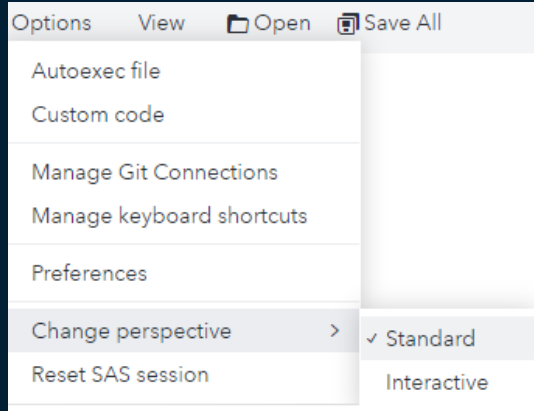 Options View Open Save All
Autoexec file
Custom code
Manage Git Connections
Manage keyboard shortcuts
Preferences
Change perspective
Standard
Reset SAS session
Interactive